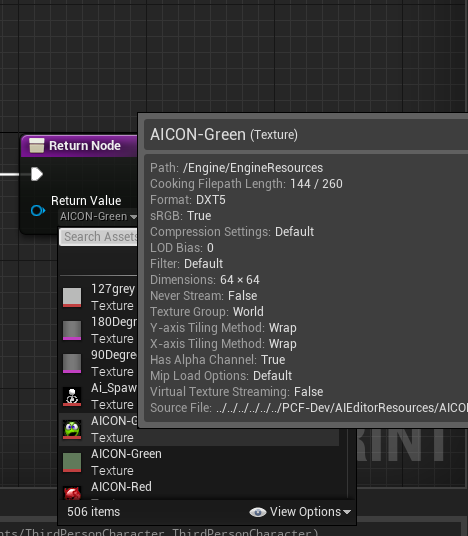 Return Node
Return Value
AICON-Green
Search Assets
127grey
Texture
180Degr
Texture
90Degre
Texture
Ai_Spaw
Texture
AICON-G
Texture
AICON-Green
Texture
AICON-Red
Texture
506 items
View Options
AICON-Green (Texture)
Path: /Engine/EngineResources
Cooking Filepath Length: 144 / 260
Format: DXT5
sRGB: True
Compression Settings: Default
LOD Bias: 0
Filter: Default
Dimensions: 64 × 64
Never Stream: False
Texture Group: World
Y-axis Tiling Method: Wrap
X-axis Tiling Method: Wrap
Has Alpha Channel: True
Mip Load Options: Default
Virtual Texture Streaming: False
Source File: ../../../../../../PCF-Dev/AIEditorResources/AICO
RINT
nts/ThirdPersonCharacter.ThirdPersonCharacter)